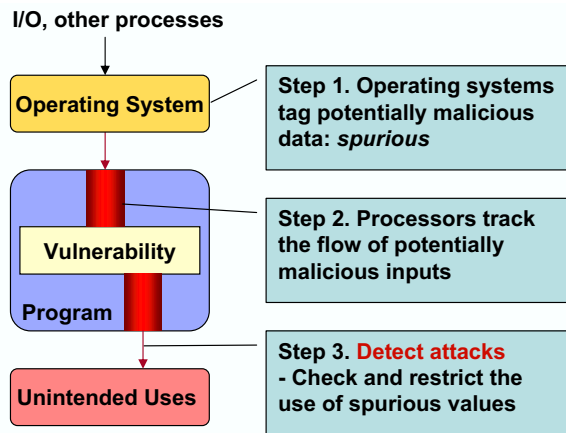 I/O, other processes
Operating System
Step 1. Operating systems
tag potentially malicious
data: spurious
Step 2. Processors track
the flow of potentially
malicious inputs
Vulnerability
Program
Step 3. Detect attacks
- Check and restrict the
use of spurious values
Unintended Uses